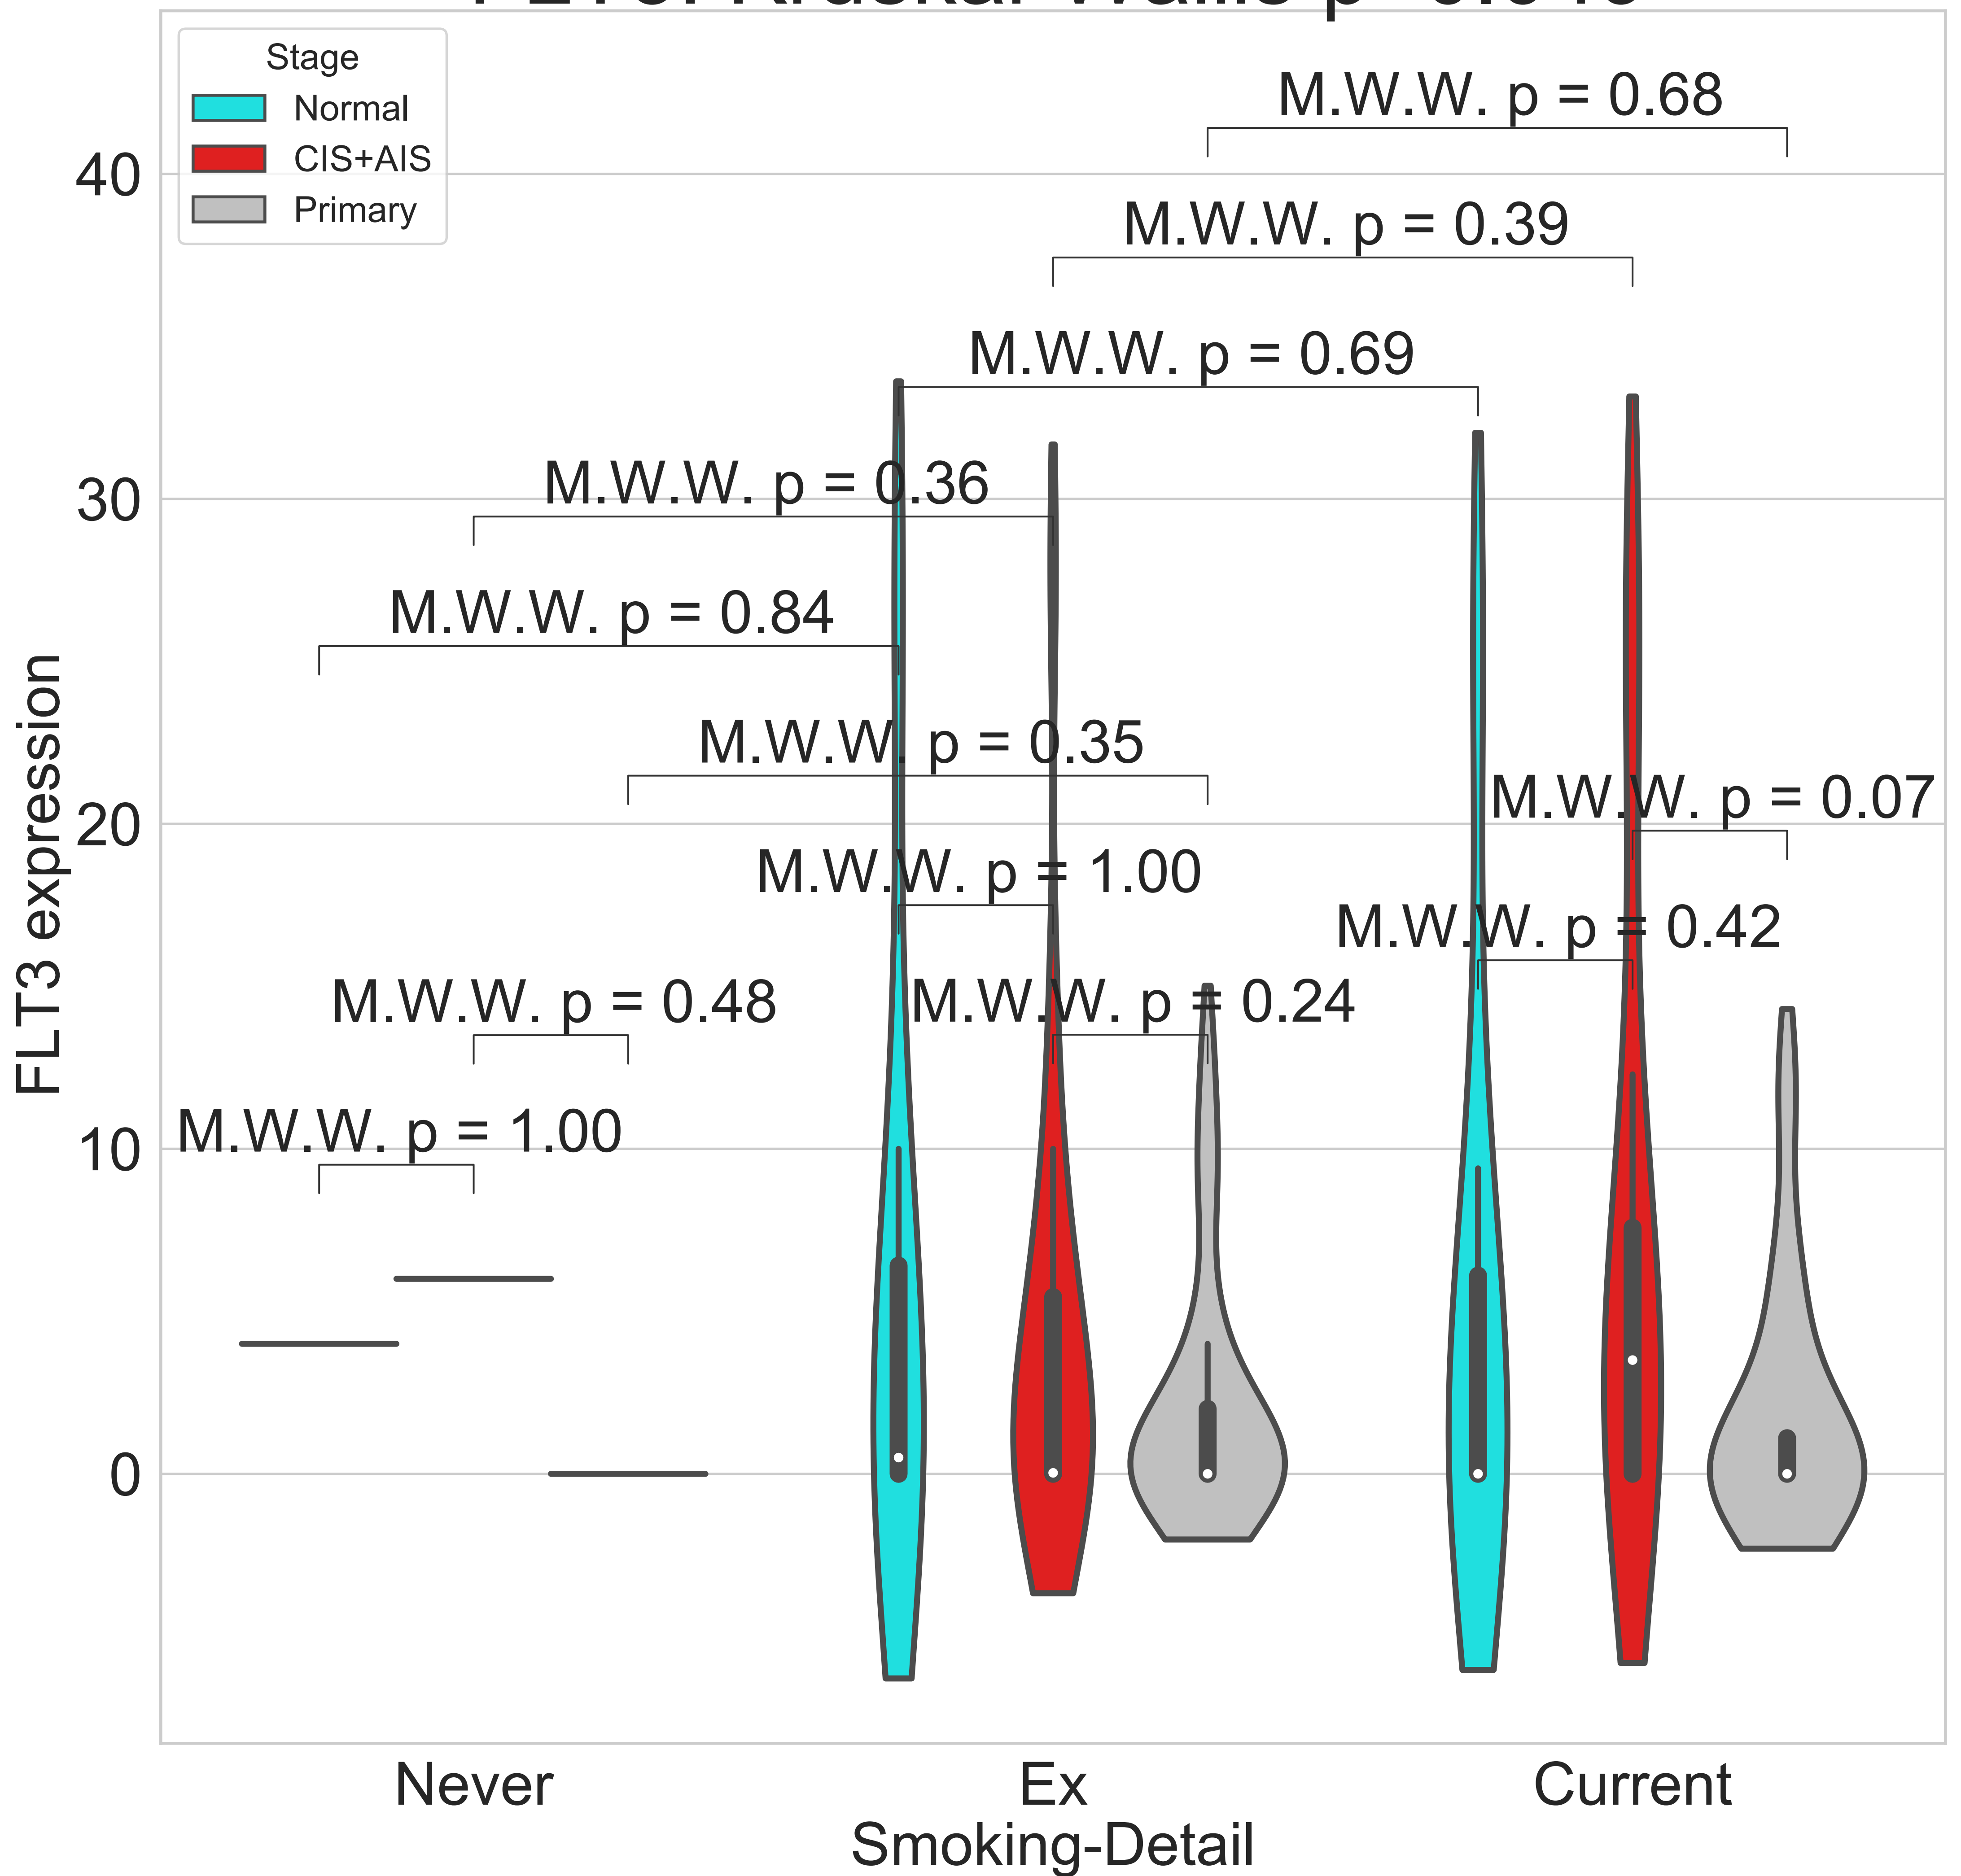 Stage
Normal
CIS+AIS
Primary
M.W.W. p = 0.68
40
M.W.W. p = 0.39
M.W.W. p = 0.69
30
M.W.W. p = 0.36
M.W.W. p = 0.84
M.W.W. p = 0.35
20
M.W.W. p = 0.07
M.W.W. p = 1.00
M.W.W. p = 0.42
M.W.W. p = 0.48
M.W.W. p = 0.24
10
M.W.W. p = 1.00
0
FLT3 expression
Never
Ex
Current
Smoking-Detail